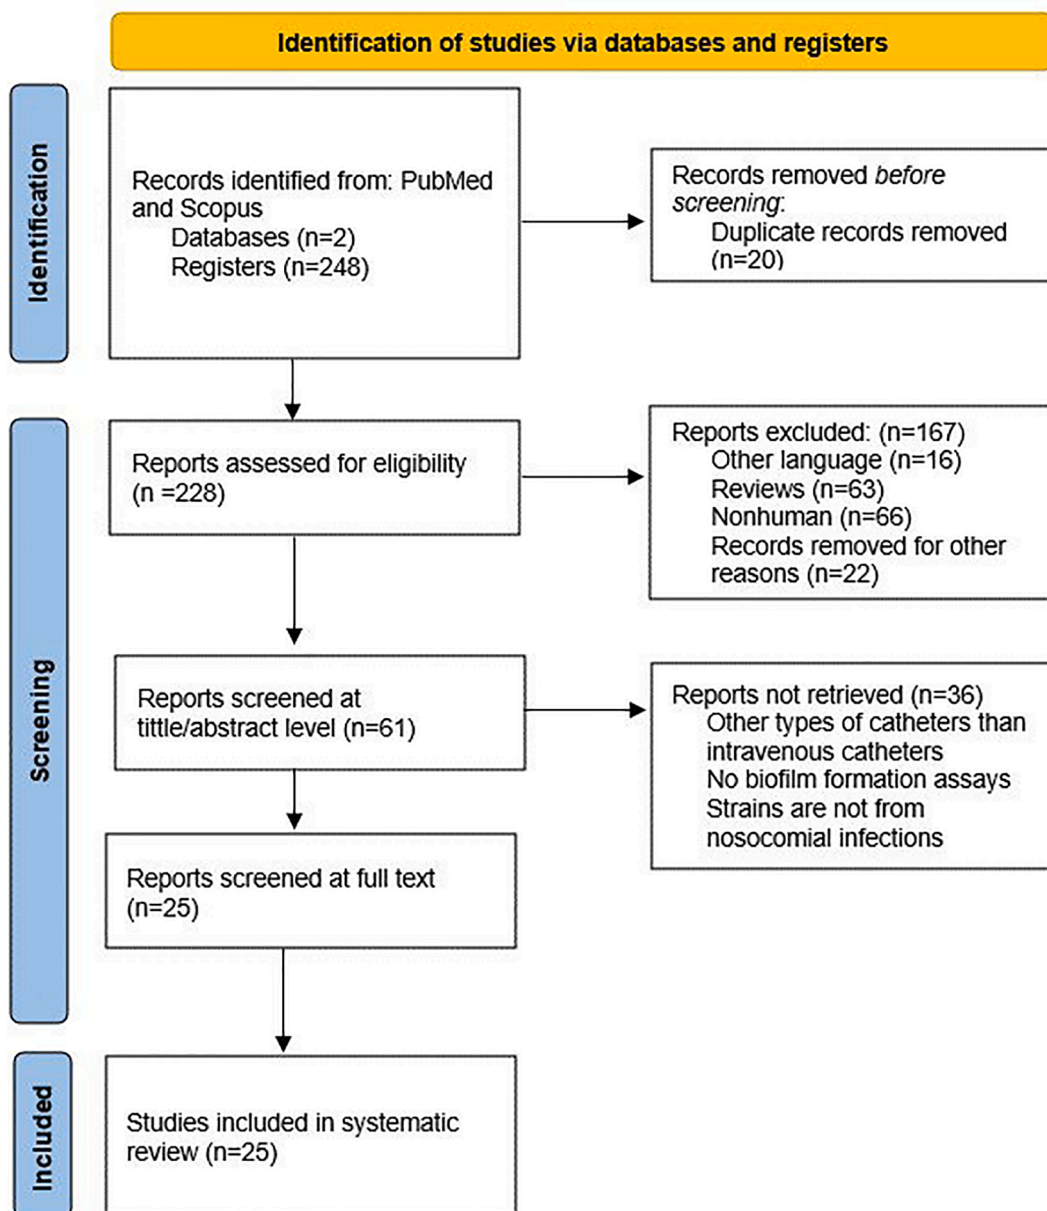 Identification of studies via databases and registers
Identification
Records identified from: PubMed
and Scopus
Databases (n=2)
Registers (n=248)
Records removed before
screening:
Duplicate records removed
(n=20)
Screening
Reports assessed for eligibility
(n =228)
Reports excluded: (n=167)
Other language (n=16)
Reviews (n=63)
Nonhuman (n=66)
Records removed for other
reasons (n=22)
Reports screened at
tittle/abstract level (n=61)
Reports not retrieved (n=36)
Other types of catheters than
intravenous catheters
No biofilm formation assays
Strains are not from
nosocomial infections
Reports screened at full text
(n=25)
Included
Studies included in systematic
review (n=25)